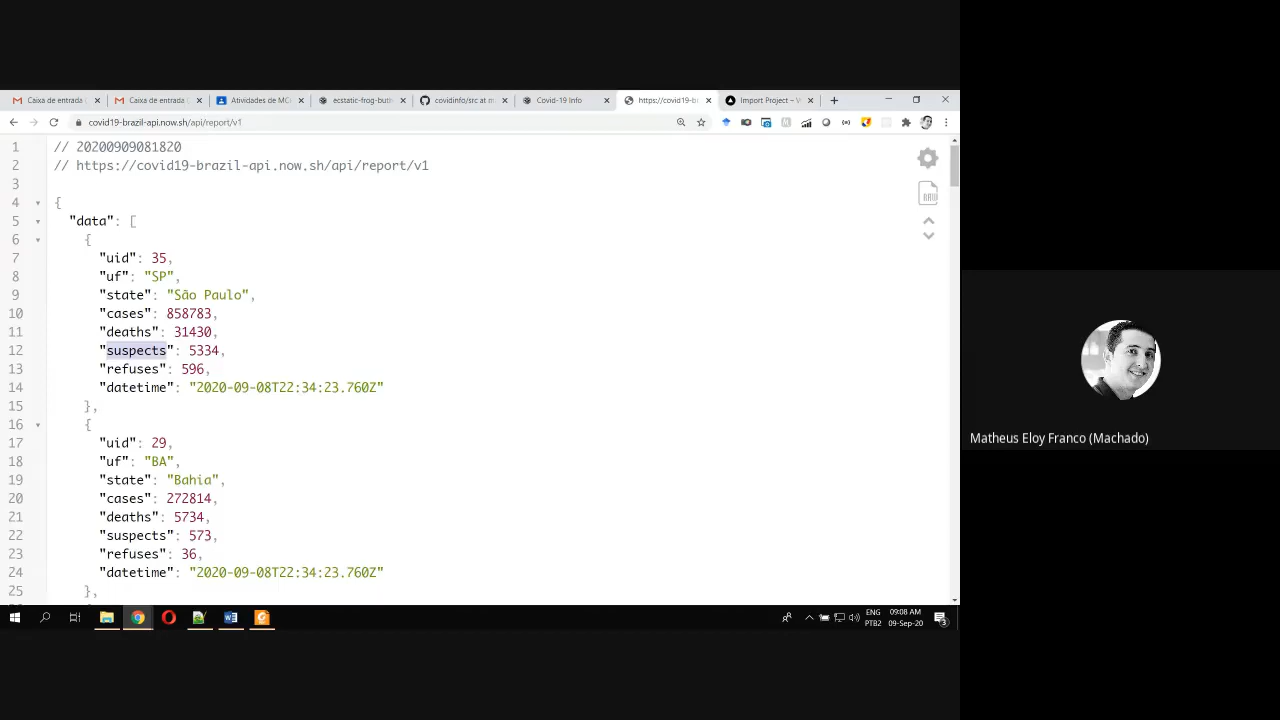 Caixa de entrada
Caixa de entrada
Atividades de MC
ecstatic-frog-butt
covidinfo/src at m
Covid-19 Info
https://covid19-b
Import Project – V
covid19-brazil-api.now.sh/api/report/v1
1 // 20200909081820
2 // https://covid19-brazil-api.now.sh/api/report/v1
3
4 {
5 "data": [
6 {
7 "uid": 35,
8 "uf": "SP",
9 "state": "São Paulo",
10 "cases": 858783,
11 "deaths": 31430,
12 "suspects": 5334,
13 "refuses": 596,
14 "datetime": "2020-09-08T22:34:23.760Z"
15 },
16 {
17 "uid": 29,
18 "uf": "BA",
19 "state": "Bahia",
20 "cases": 272814,
21 "deaths": 5734,
22 "suspects": 573,
23 "refuses": 36,
24 "datetime": "2020-09-08T22:34:23.760Z"
25 },
RAW
Matheus Eloy Franco (Machado)
ENG 09:08 AM
PTB2 09-Sep-20
3